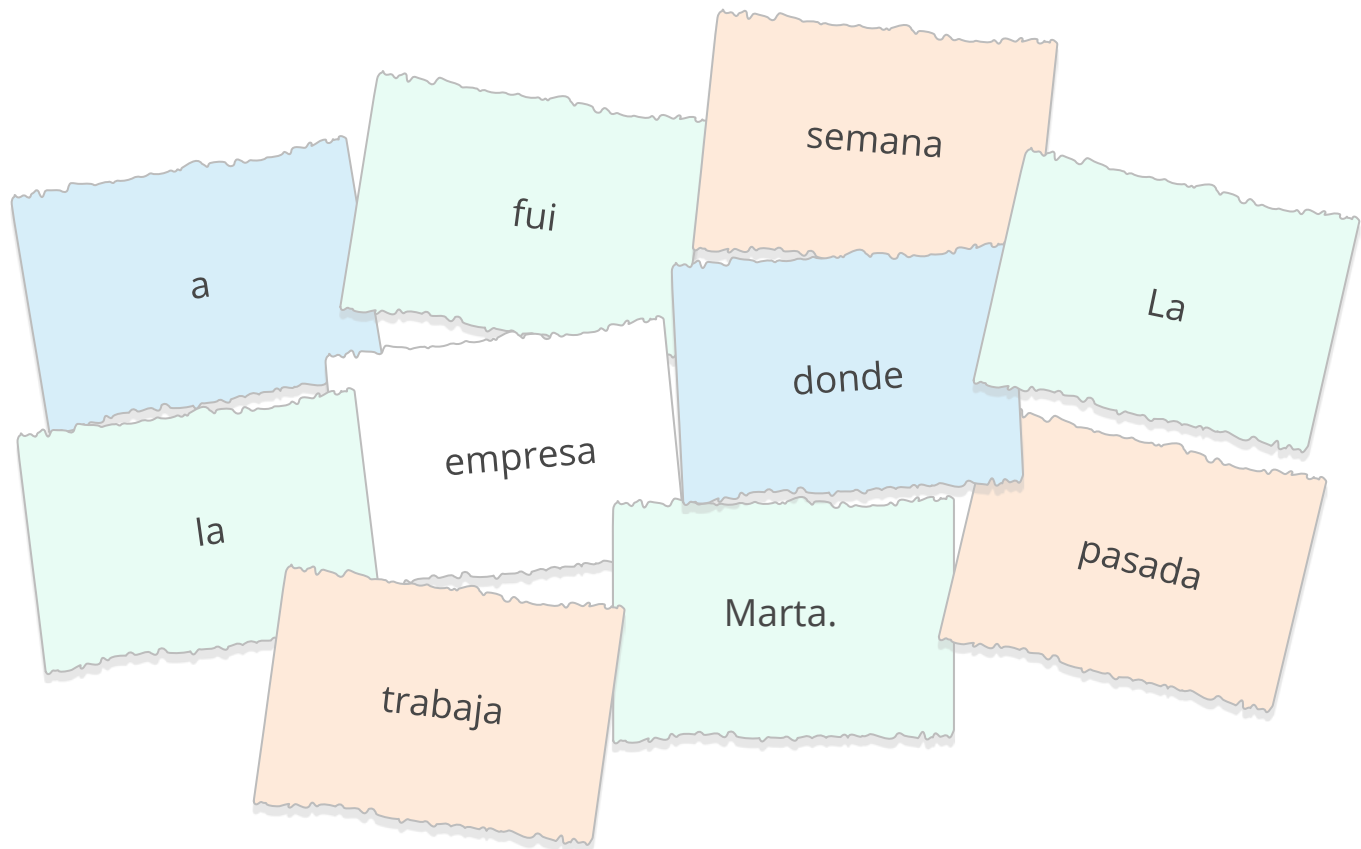 semana
fui
a
La
donde
empresa
la
pasada
Marta.
trabaja